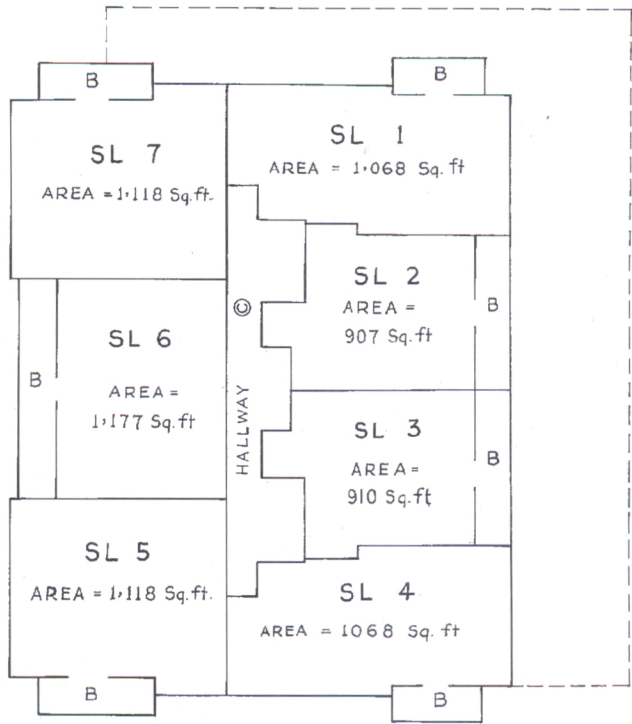 B
B
SL 7
AREA = 1,118 Sq.ft.
SL 1
AREA = 1,068 Sq.ft
SL 2
AREA =
907 Sq.ft
B
©
SL 6
AREA =
1,177 Sq.ft
B
HALLWAY
SL 3
AREA=
910 Sq.ft
B
SL 5
AREA = 1,118 Sq.ft.
SL 4
AREA = 1068 Sq.ft
B
B